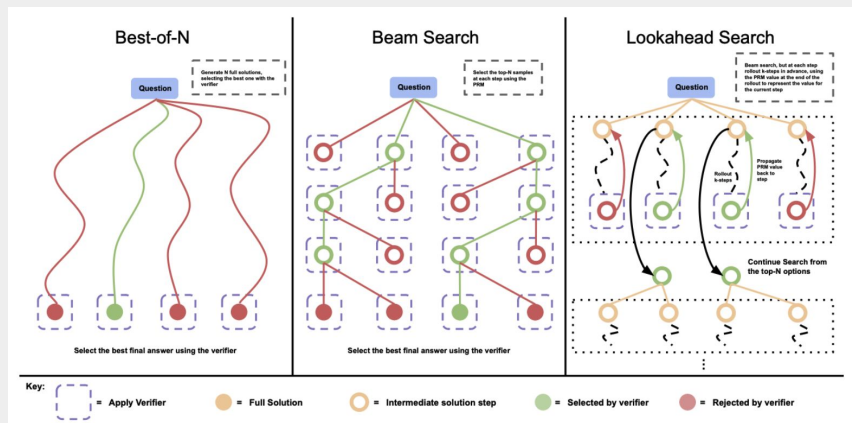 Best-of-N
Generate N full solutions,
selecting the best one with the
verifier
Question
Select the best final answer using the verifier
Beam Search
Select the top-N samples
at each step using the
PRM
Question
Select the best final answer using the verifier
Lookahead Search
Beam search, but at each step
rollout k-steps in advance, using
the PRM value at the end of the
rollout to represent the value for
the current step
Question
Rollout
k-steps
Propagate
PRM value
back to
step
Continue Search from
the top-N options
Key:
= Apply Verifier
= Full Solution
= Intermediate solution step
= Selected by verifier
= Rejected by verifier